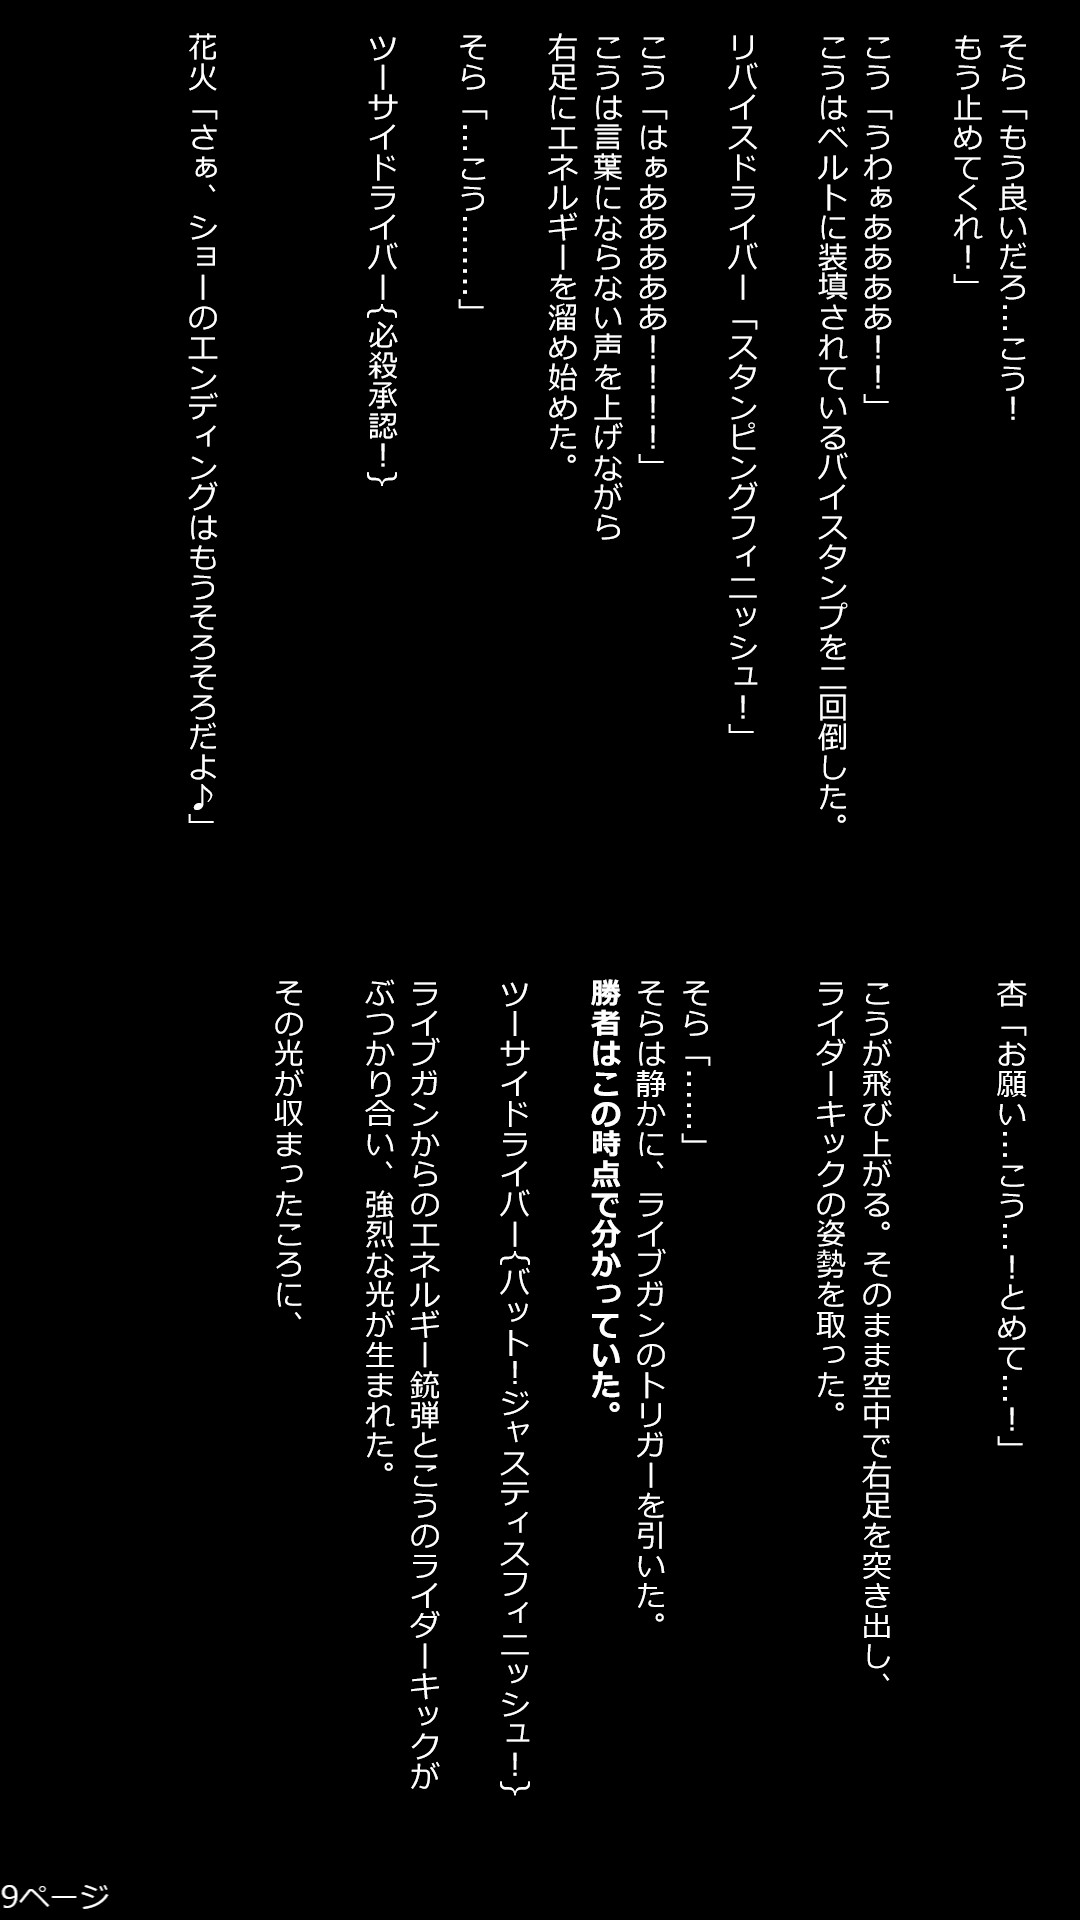 そら「もう良いだろ…こう！
もう止めてくれ！」
こう「うわぁああああ！！」
こうはベルトに装填されているバイスタンプを二回倒した。
リバイスドライバー「スタンピングフィニッシュ！」
こう「はぁあああああ！！！！」
こうは言葉にならない声を上げながら
右足にエネルギーを溜め始めた。
そら「…こう………」
ツーサイドライバー{必殺承認！}
花火「さぁ、ショーのエンディングはもうそろそろだよ♪」
杏「お願い…こう…！とめて…！」
こうが飛び上がる。そのまま空中で右足を突き出し、
ライダーキックの姿勢を取った。
そら「……」
そらは静かに、ライブガンのトリガーを引いた。
勝者はこの時点で分かっていた。
ツーサイドライバー{バット！ジャスティスフィニッシュ！}
ライブガンからのエネルギー銃弾とこうのライダーキックが
ぶつかり合い、強烈な光が生まれた。
その光が収まったころに、
9ページ